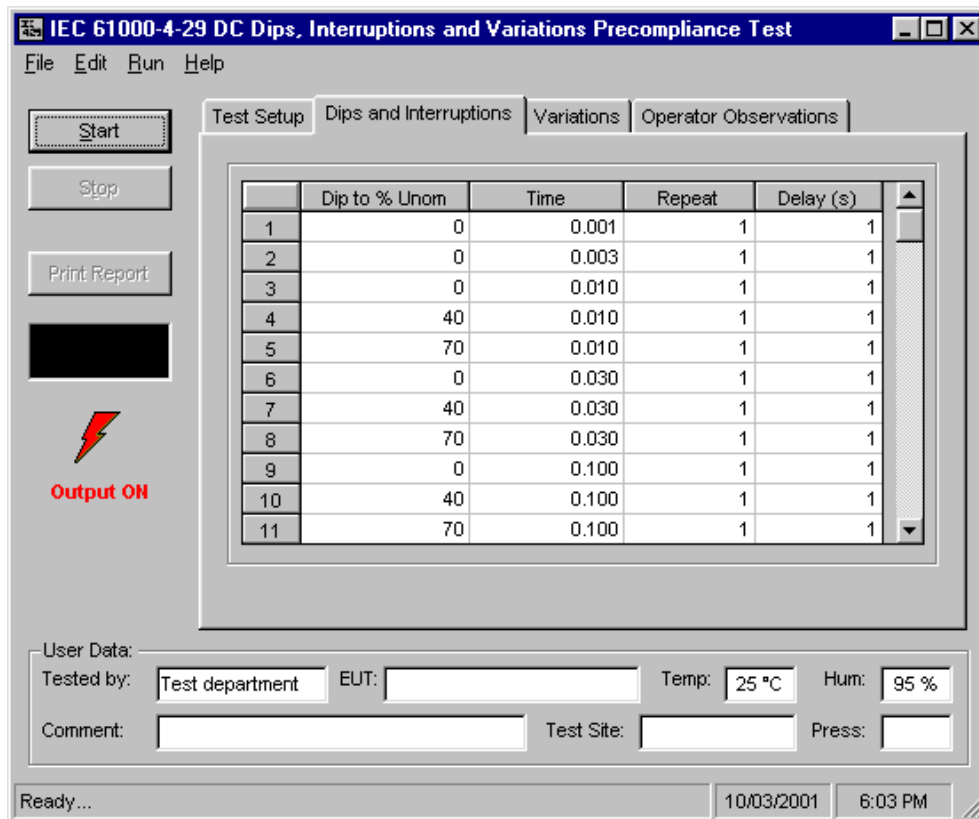 IEC 61000-4-29 DC Dips, Interruptions and Variations Precompliance Test
File Edit Run Help
Start
Stop
Print Report
Output ON
Test Setup Dips and Interruptions Variations Operator Observations
Dip to % Unom Time Repeat Delay (s)
1 0 0.001 1 1
2 0 0.003 1 1
3 0 0.010 1 1
4 40 0.010 1 1
5 70 0.010 1 1
6 0 0.030 1 1
7 40 0.030 1 1
8 70 0.030 1 1
9 0 0.100 1 1
10 40 0.100 1 1
11 70 0.100 1 1
User Data:
Tested by: Test department EUT: Temp: 25 °C Hum: 95 %
Comment: Test Site: Press:
Ready... 10/03/2001 6:03 PM